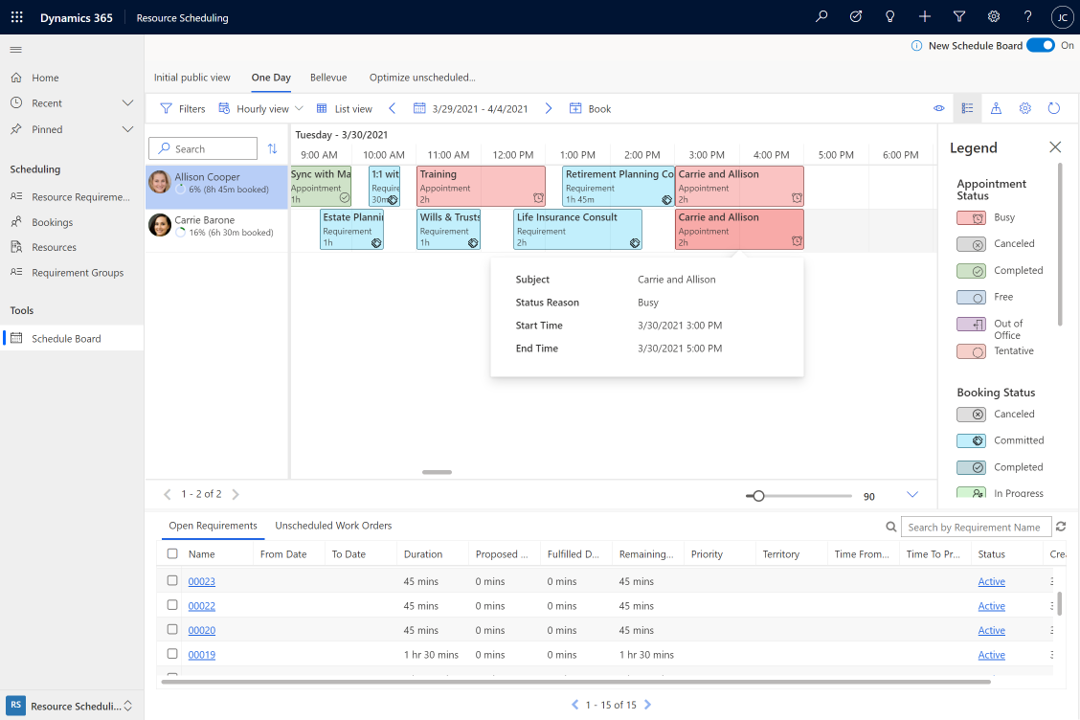 Dynamics 365 Resource Scheduling JC
New Schedule Board On
Home
Recent
Pinned
Scheduling
Resource Requireme...
Bookings
Resources
Requirement Groups
Tools
Schedule Board
RS Resource Scheduli...
Initial public view One Day Bellevue Optimize unscheduled...
Filters Hourly view List view 3/29/2021 - 4/4/2021 Book
Search
Tuesday - 3/30/2021
9:00 AM 10:00 AM 11:00 AM 12:00 PM 1:00 PM 2:00 PM 3:00 PM 4:00 PM 5:00 PM 6:00 PM
Allison Cooper
6% (8h 45m booked)
Sync with Ma
Appointment
1h
1:1 wit
Require
30m
Training
Appointment
2h
Retirement Planning Co
Requirement
1h 45m
Carrie and Allison
Appointment
2h
Carrie Barone
16% (6h 30m booked)
Estate Plannin
Requirement
1h
Wills & Trusts
Requirement
1h
Life Insurance Consult
Requirement
2h
Carrie and Allison
Appointment
2h
Subject Carrie and Allison
Status Reason Busy
Start Time 3/30/2021 3:00 PM
End Time 3/30/2021 5:00 PM
Legend
Appointment
Status
Busy
Canceled
Completed
Free
Out of
Office
Tentative
Booking Status
Canceled
Committed
Completed
In Progress
1 - 2 of 2
90
Open Requirements Unscheduled Work Orders
Search by Requirement Name
Name From Date To Date Duration Proposed ... Fulfilled D... Remaining... Priority Territory Time From... Time To Pr... Status Crea
00023 45 mins 0 mins 0 mins 45 mins Active
00022 45 mins 0 mins 0 mins 45 mins Active
00020 45 mins 0 mins 0 mins 45 mins Active
00019 1 hr 30 mins 0 mins 0 mins 1 hr 30 mins Active
1 - 15 of 15